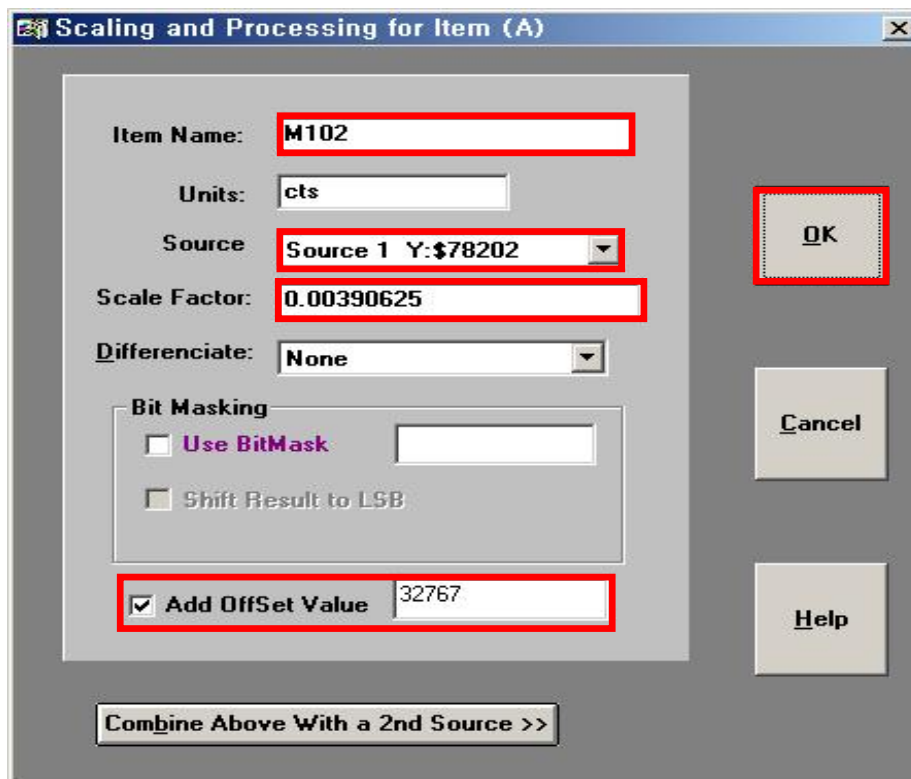 Scaling and Processing for Item (A)
Item Name: M102
Units: cts
Source Source 1 Y:$78202
OK
Scale Factor: 0.00390625
Differenciate: None
Bit Masking
Use BitMask
Cancel
Shift Result to LSB
Add OffSet Value 32767
Help
Combine Above With a 2nd Source >>